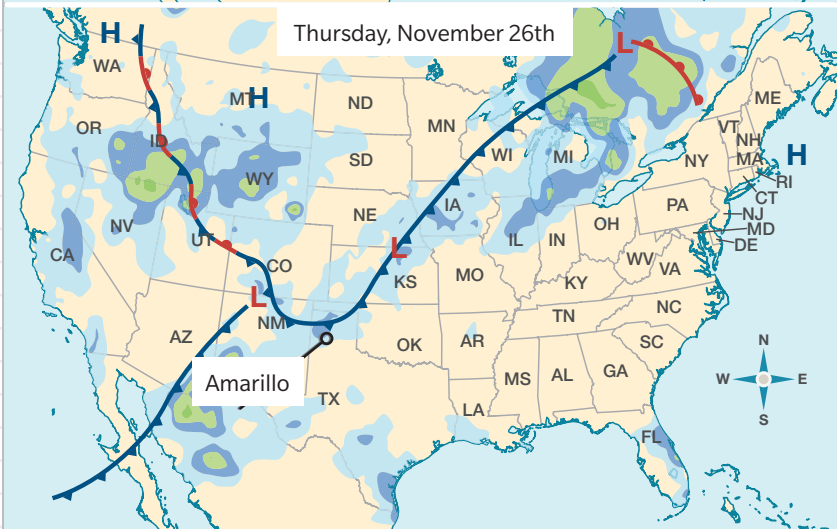 Thursday, November 26th
H
L
WA
MT
H
ND
MN
ME
OR
ID
VT
NH
WI
MI
MA
H
SD
NY
WY
RI
CT
NE
IA
PA
NJ
NV
UT
IL
IN
OH
MD
DE
CA
L
CO
KS
MO
WV
VA
KY
L
NM
NC
TN
AZ
OK
AR
SC
N
W
E
S
Amarillo
MS
AL
GA
TX
LA
FL